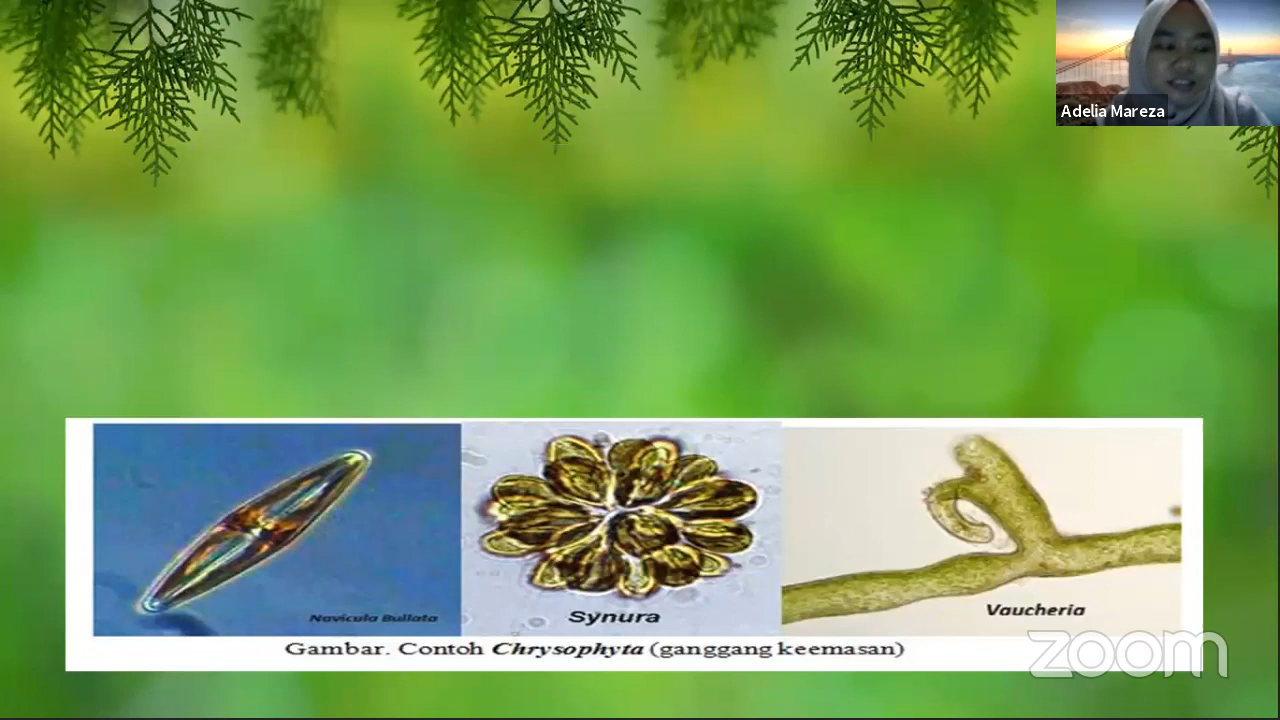 Adelia Mareza
Navicula Bullata
Synura
Vaucheria
Gambar. Contoh Chrysophyta (ganggang keemasan)
zoom